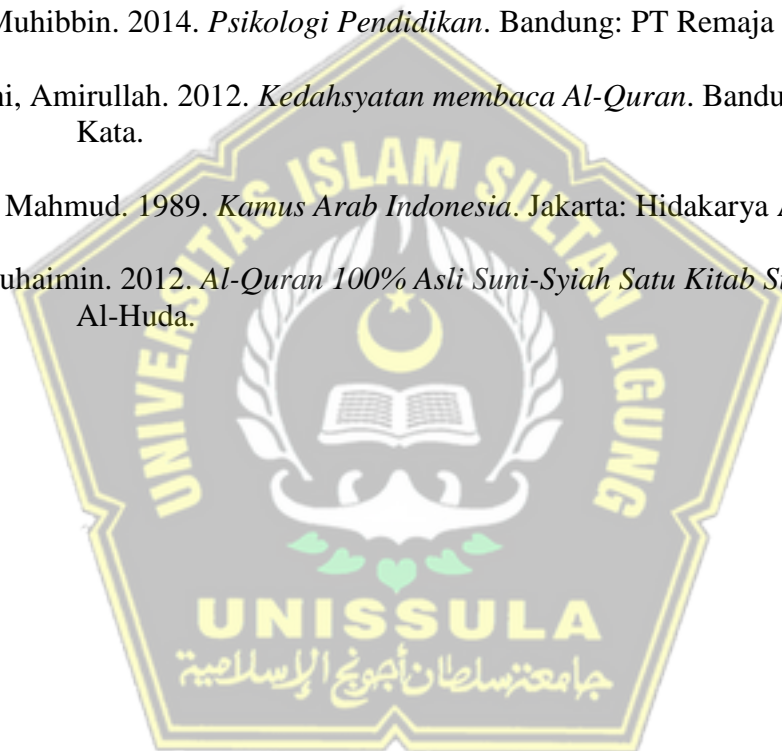 Muhibbin. 2014. Psikologi Pendidikan. Bandung: PT Remaja
ni, Amirullah. 2012. Kedahsyatan membaca Al-Quran. Bandu
Kata.
Mahmud. 1989. Kamus Arab Indonesia. Jakarta: Hidakarya
uhaimin. 2012. Al-Quran 100% Asli Suni-Syiah Satu Kitab
Al-Huda.
UNIVERSITAS ISLAM SULTAN AGUNG
UNISSULA
جامعتسلطان أجونج الإسلامية